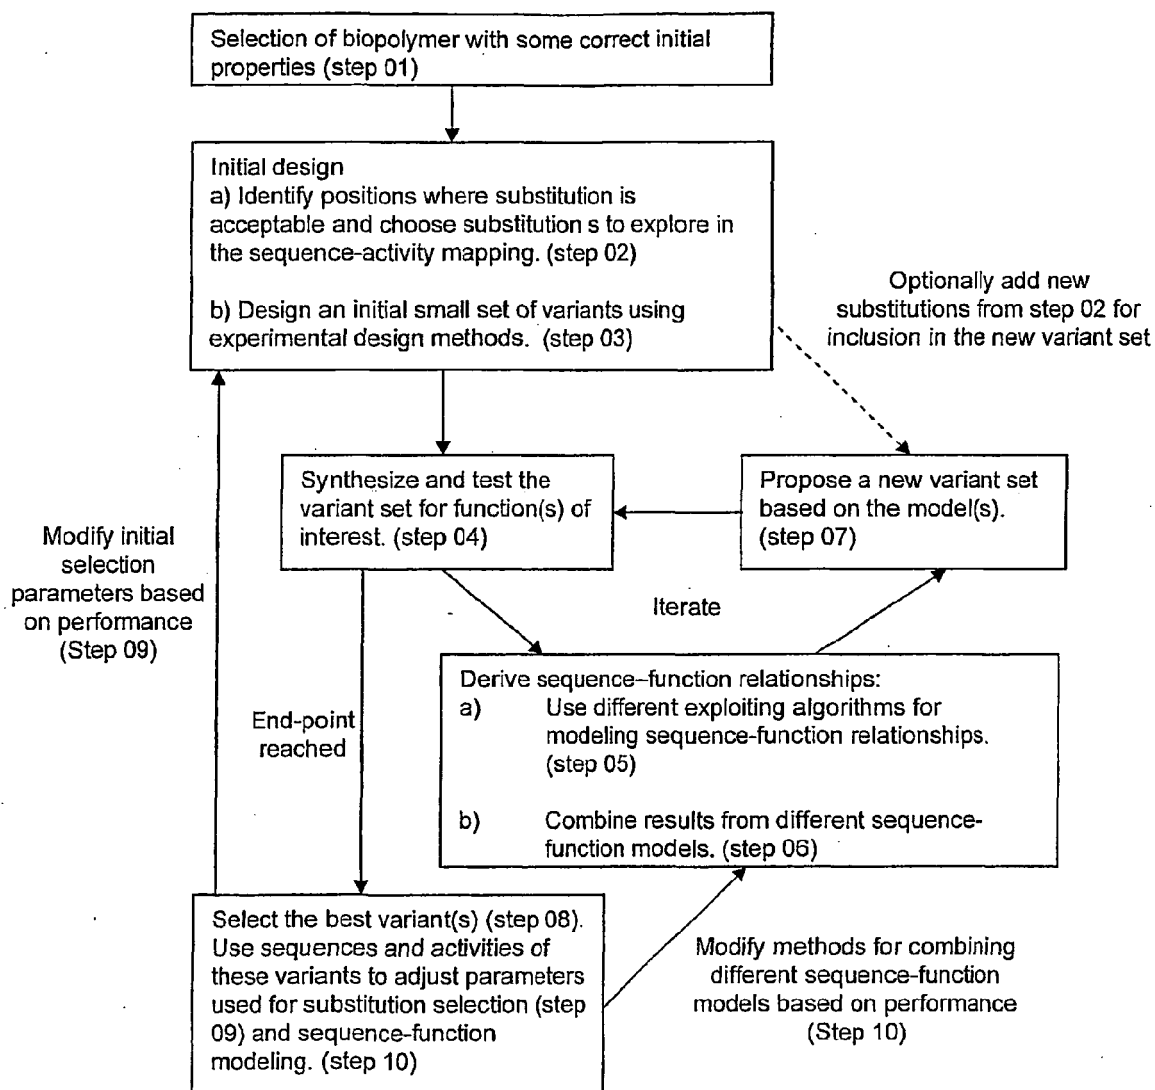 Selection of biopolymer with some correct initial
properties (step 01)
Initial design
a) Identify positions where substitution is
acceptable and choose substitution s to explore in
the sequence-activity mapping. (step 02)
b) Design an initial small set of variants using
experimental design methods. (step 03)
Optionally add new
substitutions from step 02 for
inclusion in the new variant set
Synthesize and test the
variant set for function(s) of
interest. (step 04)
Propose a new variant set
based on the model(s).
(step 07)
Modify initial
selection
parameters based
on performance
(Step 09)
Iterate
End-point
reached
Derive sequence–function relationships:
a) Use different exploiting algorithms for
modeling sequence-function relationships.
(step 05)
b) Combine results from different sequence-
function models. (step 06)
Select the best variant(s) (step 08).
Use sequences and activities of
these variants to adjust parameters
used for substitution selection (step
09) and sequence-function
modeling. (step 10)
Modify methods for combining
different sequence-function
models based on performance
(Step 10)